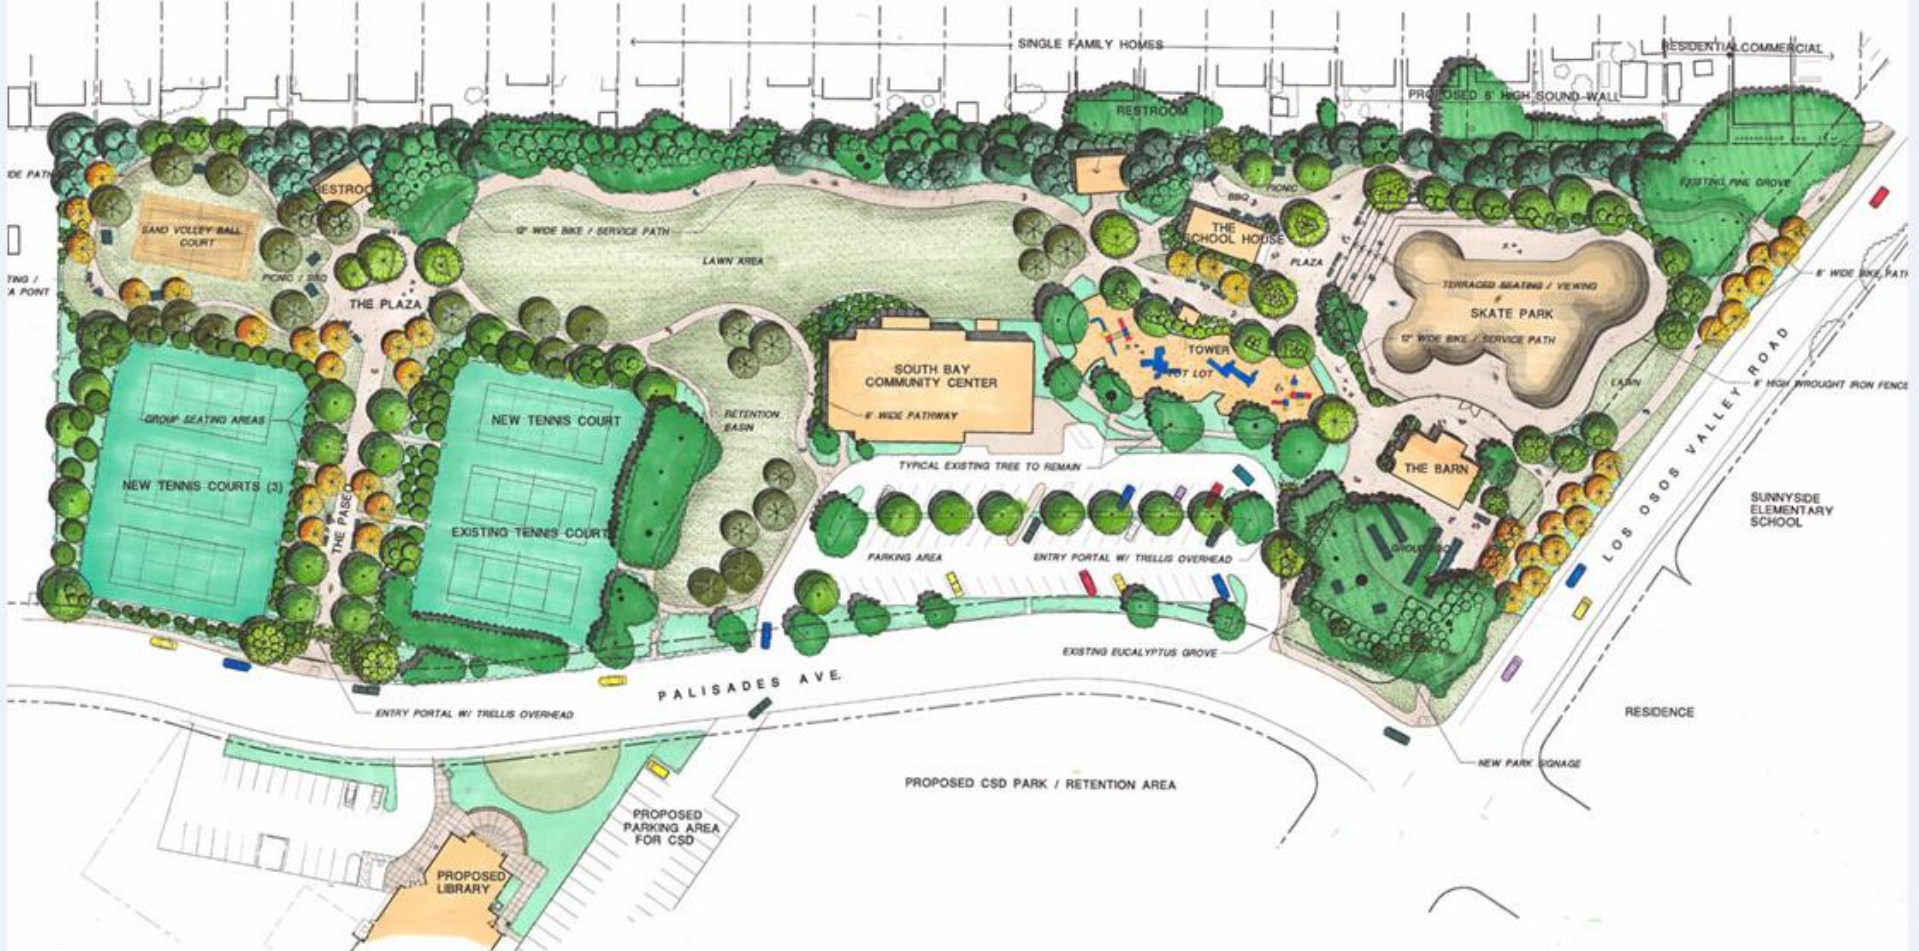 SINGLE FAMILY HOMES
RESIDENTIAL
COMMERCIAL
PROPOSED 8' HIGH SOUND WALL
RESTROOM
RESTROOM
EXISTING PINE GROVE
SAND VOLLEY BALL
COURT
12' WIDE BIKE / SERVICE PATH
LAWN AREA
PICNIC / BBQ
THE PLAZA
PICNIC
BBQ
THE
SCHOOL HOUSE
PLAZA
TERRACED SEATING / VIEWING
SKATE PARK
12' WIDE BIKE / SERVICE PATH
8' WIDE BIKE PATH
TOWER
TOT LOT
SOUTH BAY
COMMUNITY CENTER
6' WIDE PATHWAY
LAWN
6' HIGH WROUGHT IRON FENCE
GROUP SEATING AREAS
NEW TENNIS COURT
RETENTION
BASIN
NEW TENNIS COURTS (3)
THE PASEO
EXISTING TENNIS COURT
TYPICAL EXISTING TREE TO REMAIN
THE BARN
LOS OSOS VALLEY ROAD
SUNNYSIDE
ELEMENTARY
SCHOOL
PARKING AREA
ENTRY PORTAL W/ TRELLIS OVERHEAD
EXISTING EUCALYPTUS GROVE
PALISADES AVE.
ENTRY PORTAL W/ TRELLIS OVERHEAD
RESIDENCE
NEW PARK SIGNAGE
PROPOSED CSD PARK / RETENTION AREA
PROPOSED
PARKING AREA
FOR CSD
PROPOSED
LIBRARY